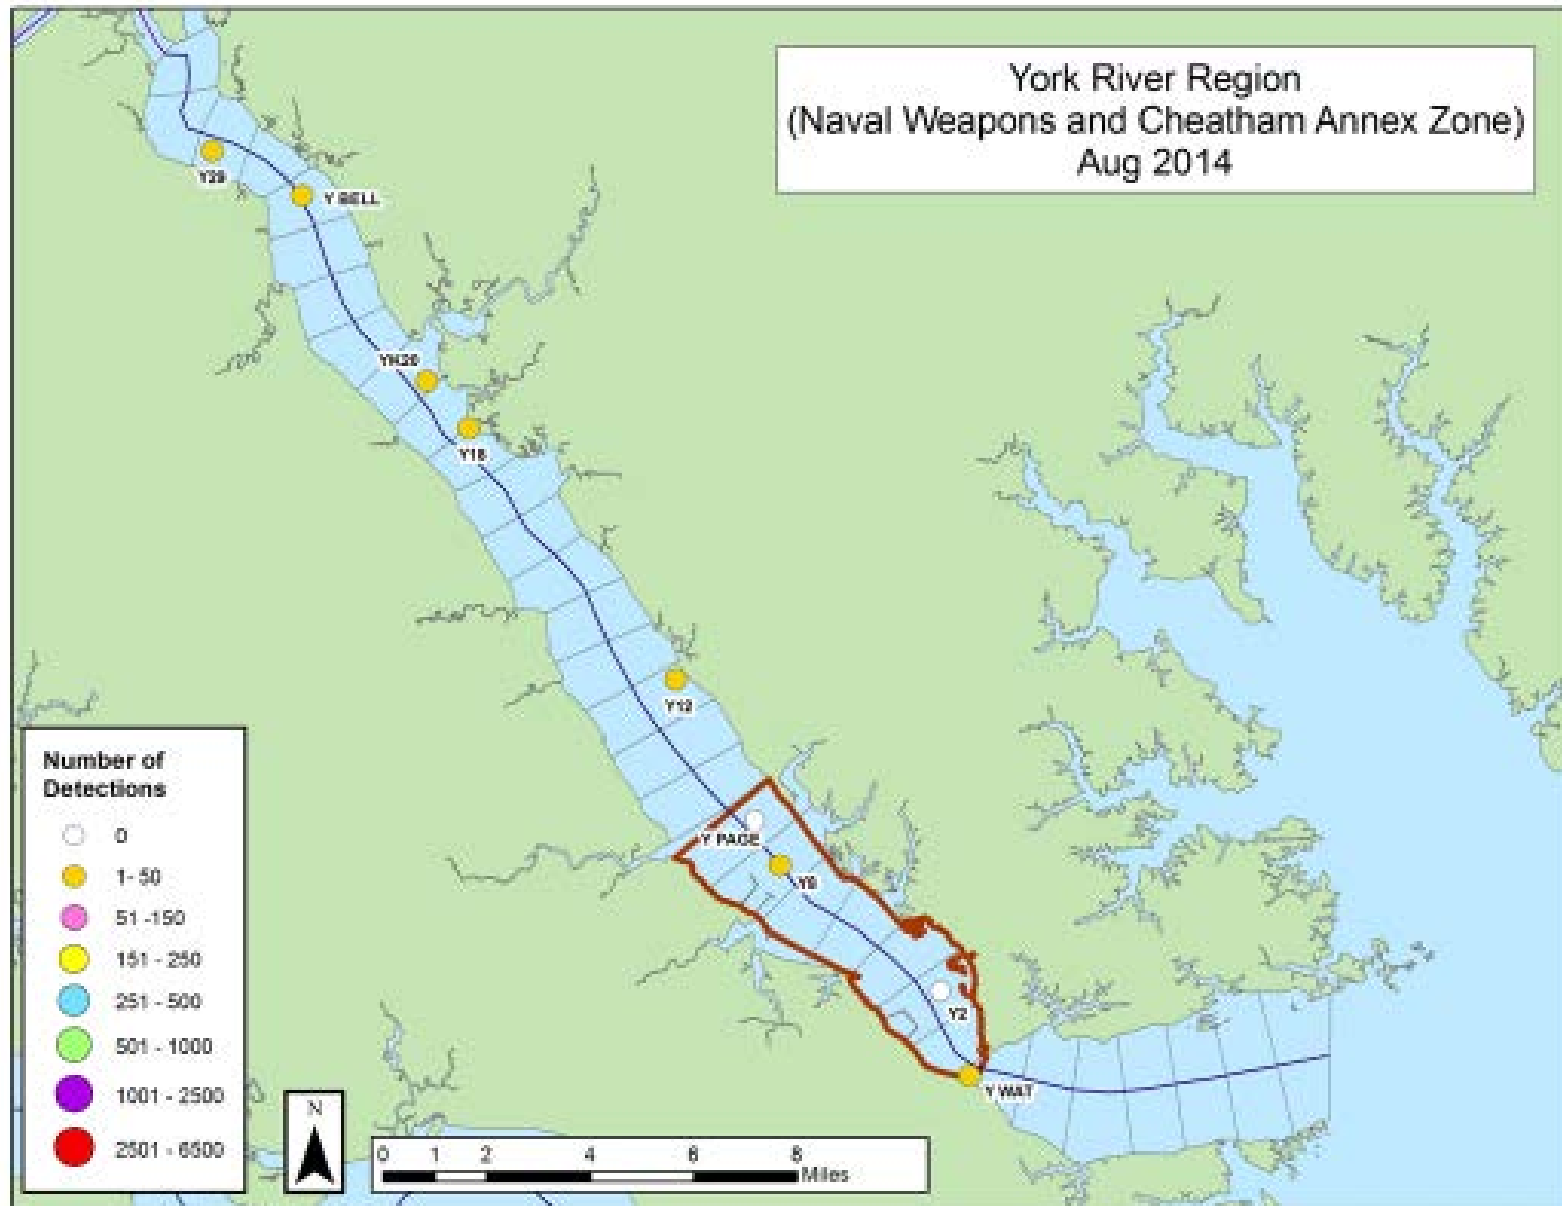 York River Region
(Naval Weapons and Cheatham Annex Zone)
Aug 2014
Y29
Y BELL
YK20
Y18
Y12
Y PAGE
Y2
Y WAT
Number of
Detections
0
1- 50
51 -150
151 - 250
251 - 500
501 - 1000
1001 - 2500
2501 - 6500
N
0 1 2 4 6 8
Miles